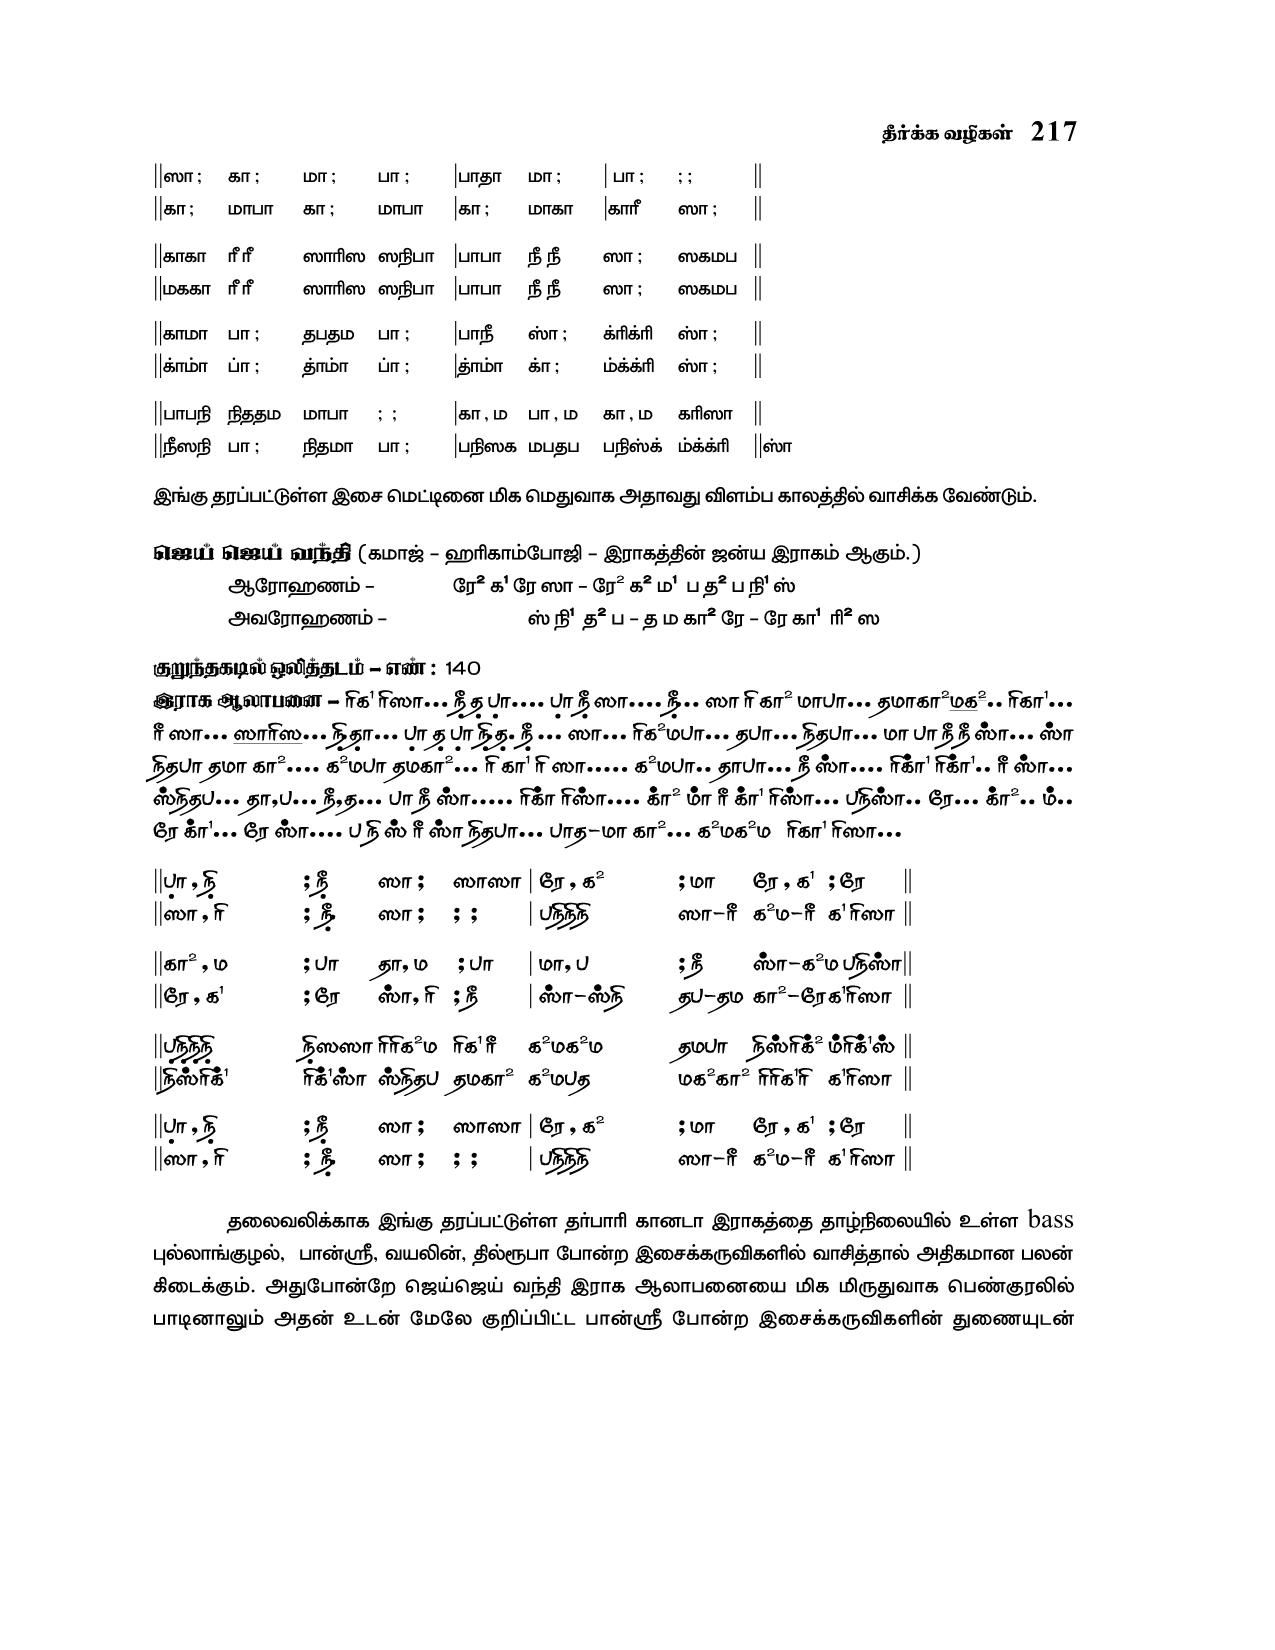 தீர்க்க வழிகள் 217
||ஸா ; கா ; மா ; பா ; |பாதா மா ; | பா ; ; ; ||
||கா ; மாபா கா ; மாபா |கா ; மாகா |காரீ ஸா ; ||
||காகா ரீ ரீ ஸாரிஸ ஸநிபா |பாபா நீ நீ ஸா ; ஸகமப ||
||மககா ரீ ரீ ஸாரிஸ ஸநிபா |பாபா நீ நீ ஸா ; ஸகமப ||
||காமா பா ; தபதம பா ; |பாநீ ஸ்ா ; க்ரிக்ரி ஸ்ா ; ||
||க்ாம்ா ப்ா ; த்ாம்ா ப்ா ; |த்ாம்ா க்ா ; ம்க்க்ரி ஸ்ா ; ||
||பாபநி நிததம மாபா ; ; |கா , ம பா , ம கா , ம கரிஸா ||
||நீஸநி பா ; நிதமா பா ; |பநிஸக மபதப பநிஸ்க் ம்க்க்ரி ||ஸ்ா
இங்கு தரப்பட்டுள்ள இசை மெட்டினை மிக மெதுவாக அதாவது விளம்ப காலத்தில் வாசிக்க வேண்டும்.
ஜெய் ஜெய் வந்தி (கமாஜ் – ஹரிகாம்போஜி – இராகத்தின் ஜன்ய இராகம் ஆகும்.)
ஆரோஹணம் – ரே² க¹ ரே ஸா – ரே² க² ம¹ ப த² ப நி¹ ஸ்
அவரோஹணம் – ஸ் நி¹ த² ப – த ம கா² ரே – ரே கா¹ ரி² ஸ
குறுந்தகடில் ஒலித்தடம் – எண் : 140
இராக ஆலாபனை – ரிக¹ ரிஸா... நீ̣ த̣ பா̣.... பா̣ நீ̣ ஸா.... நீ̣... ஸா ரி கா² மாபா... தமாகா²மக².. ரிகா¹...
ரீ ஸா... ஸாரிஸ... நி̣தா̣... பா̣ த̣ பா̣ நி̣த̣. நீ̣ ... ஸா... ரிக²மபா... தபா... நிதபா... மா பா நீ நீ ஸ்ா... ஸ்ா
நிதபா தமா கா².... க²மபா தமகா²... ரி கா¹ ரி ஸா..... க²மபா.. தாபா... நீ ஸ்ா.... ரிக்ா¹ ரிக்ா¹.. ரீ ஸ்ா...
ஸ்நிதப... தா,ப... நீ,த... பா நீ ஸ்ா..... ரிக்ா ரிஸ்ா.... க்ா² ம்ா ரீ க்ா¹ ரிஸ்ா... பநிஸ்ா.. ரே... க்ா².. ம்..
ரே க்ா¹... ரே ஸ்ா.... ப நி ஸ் ரீ ஸ்ா நிதபா... பாத–மா கா²... க²மக²ம ரிகா¹ ரிஸா...
||பா̣ , நி̣ ; நீ̣ ஸா ; ஸாஸா | ரே , க² ; மா ரே , க¹ ; ரே ||
||ஸா , ரி ; நீ̣ ஸா ; ; ; | பநிநிநி ஸா–ரீ க²ம–ரீ க¹ரிஸா ||
||கா² , ம ; பா தா, ம ; பா | மா, ப ; நீ ஸ்ா–க²ம பநிஸ்ா||
||ரே , க¹ ; ரே ஸ்ா, ரி ; நீ | ஸ்ா–ஸ்நி தப–தம கா²–ரேக¹ரிஸா ||
||ப̣நி̣நி̣நி̣ நி̣ஸஸா ரிரிக²ம ரிக¹ ரீ க²மக²ம தமபா நிஸ்ரிக்² ம்ரிக்¹ஸ் ||
||நிஸ்ரிக்¹ ரிக்¹ஸ்ா ஸ்நிதப தமகா² க²மபத மக²கா² ரிரிக¹ரி க¹ரிஸா ||
||பா̣ , நி̣ ; நீ̣ ஸா ; ஸாஸா | ரே , க² ; மா ரே , க¹ ; ரே ||
||ஸா , ரி ; நீ̣ ஸா ; ; ; | பநிநிநி ஸா–ரீ க²ம–ரீ க¹ரிஸா ||
தலைவலிக்காக இங்கு தரப்பட்டுள்ள தர்பாரி கானடா இராகத்தை தாழ்நிலையில் உள்ள bass
புல்லாங்குழல், பான்ஸ்ரீ, வயலின், தில்ரூபா போன்ற இசைக்கருவிகளில் வாசித்தால் அதிகமான பலன்
கிடைக்கும். அதுபோன்றே ஜெய்ஜெய் வந்தி இராக ஆலாபனையை மிக மிருதுவாக பெண்குரலில்
பாடினாலும் அதன் உடன் மேலே குறிப்பிட்ட பான்ஸ்ரீ போன்ற இசைக்கருவிகளின் துணையுடன்